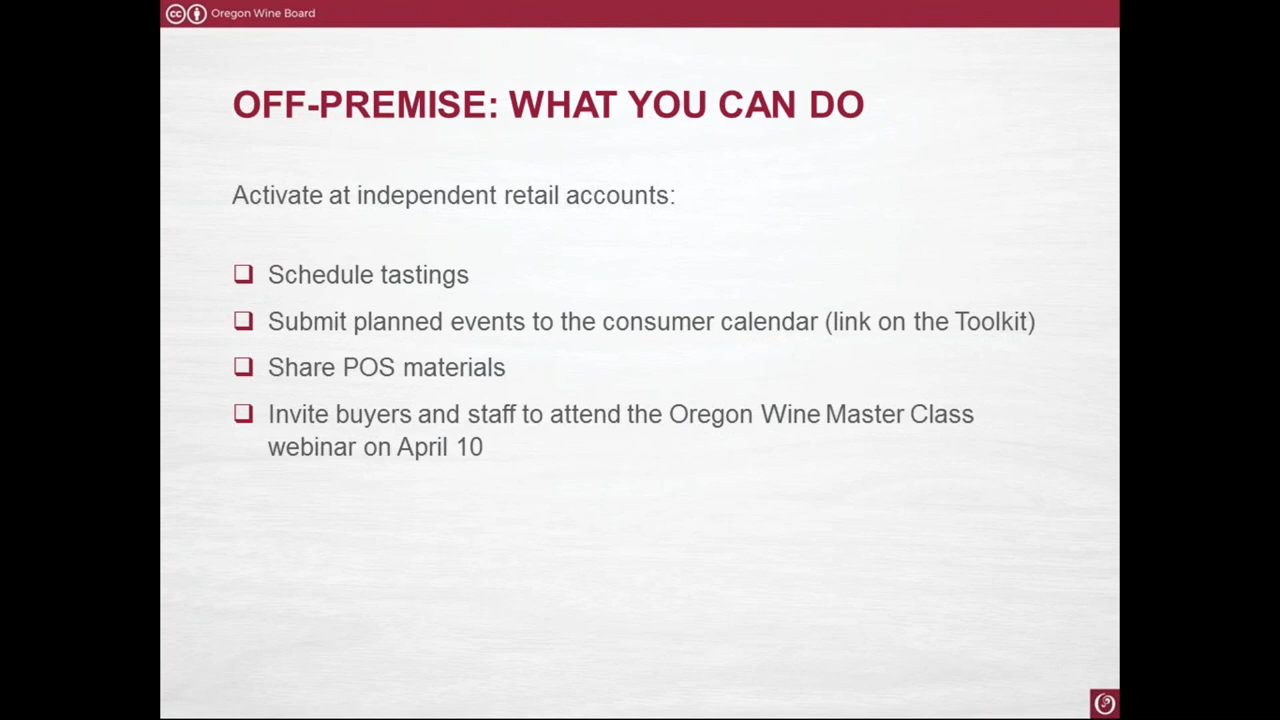 Oregon Wine Board
OFF-PREMISE: WHAT YOU CAN DO
Activate at independent retail accounts:
❑ Schedule tastings
❑ Submit planned events to the consumer calendar (link on the Toolkit)
❑ Share POS materials
❑ Invite buyers and staff to attend the Oregon Wine Master Class
webinar on April 10